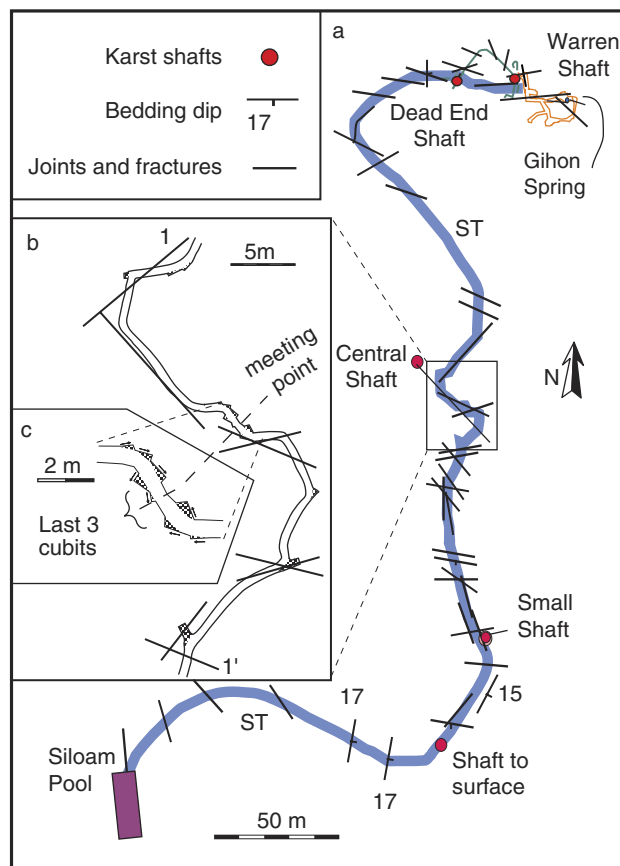 a
Karst shafts
Bedding dip
17
Joints and fractures
Warren
Shaft
Dead End
Shaft
Gihon
Spring
ST
b
1
5m
meeting
point
Central
Shaft
N
c
2 m
Last 3
cubits
1'
Small
Shaft
15
17
ST
17
Siloam
Pool
Shaft to
surface
50 m